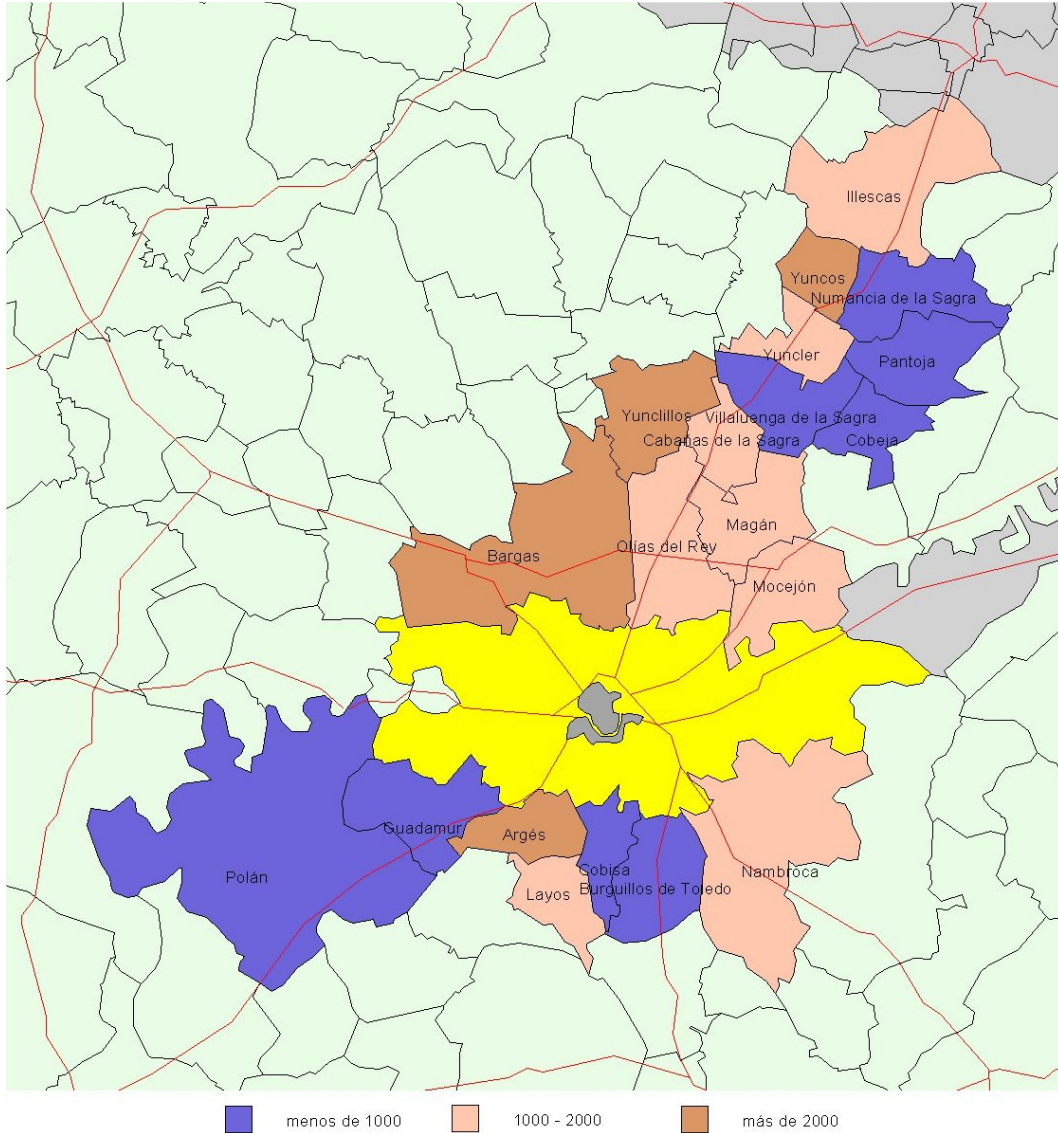 Illescas
Yuncos
Numancia de la Sagra
Yuncler
Pantoja
Yunclillos
Villaluenga de la Sagra
Cabañas de la Sagra
Cobeja
Magán
Olías del Rey
Bargas
Mocejón
Guadamur
Argés
Polán
Cobisa
Nambroca
Burguillos de Toledo
Layos
menos de 1000
1000 - 2000
más de 2000